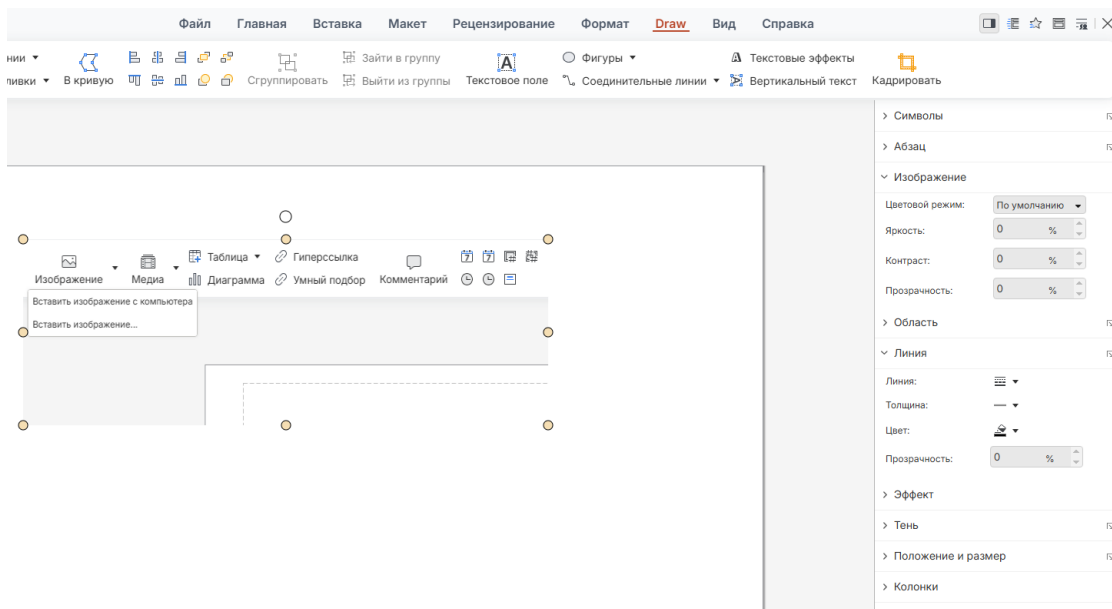 Файл Главная Вставка Макет Рецензирование Формат Draw Вид Справка
нии Зайти в группу Фигуры Текстовые эффекты
ливки В кривую Сгруппировать Выйти из группы Текстовое поле Соединительные линии Вертикальный текст Кадрировать
Символы
Абзац
Изображение
Цветовой режим: По умолчанию
Яркость: 0 %
Контраст: 0 %
Прозрачность: 0 %
Область
Линия
Линия:
Толщина:
Цвет:
Прозрачность: 0 %
Эффект
Тень
Положение и размер
Колонки
Таблица Гиперссылка
Изображение Медиа Диаграмма Умный подбор Комментарий
Вставить изображение с компьютера
Вставить изображение...